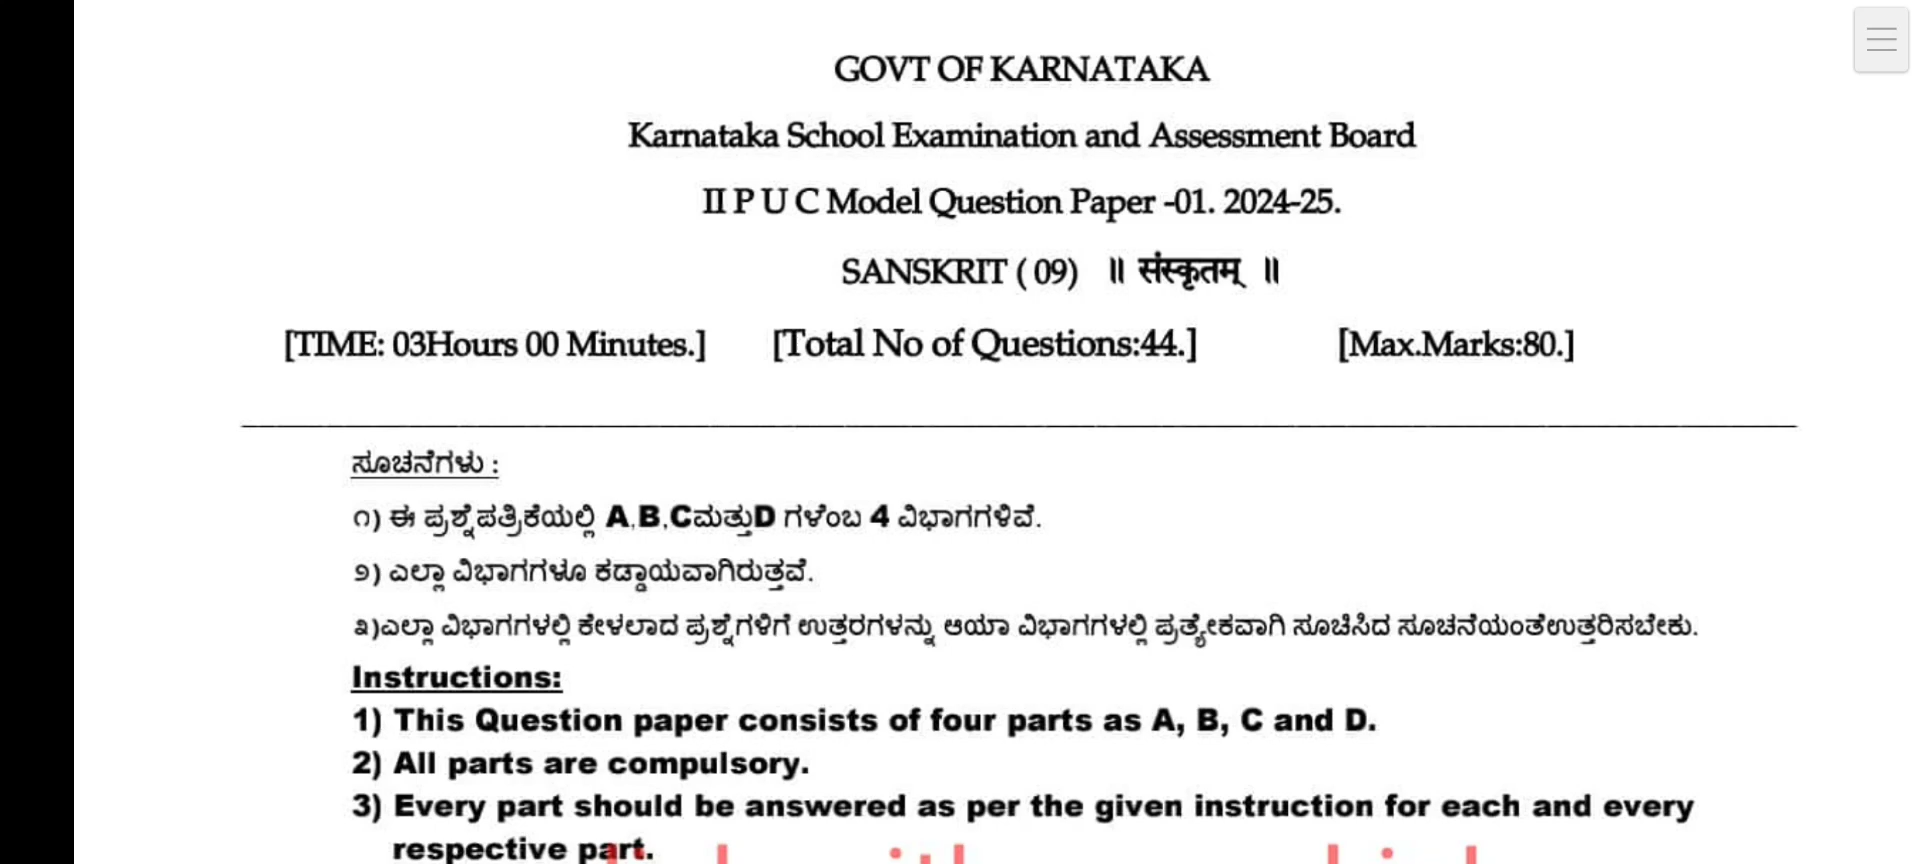 GOVT OF KARNATAKA
Karnataka School Examination and Assessment Board
II P U C Model Question Paper -01. 2024-25.
SANSKRIT ( 09) ॥ संस्कृतम् ॥
[TIME: 03Hours 00 Minutes.] [Total No of Questions:44.] [Max.Marks:80.]
ಸೂಚನೆಗಳು :
೧) ಈ ಪ್ರಶ್ನೆಪತ್ರಿಕೆಯಲ್ಲಿ A,B,Cಮತ್ತುD ಗಳೆಂಬ 4 ವಿಭಾಗಗಳಿವೆ.
೨) ಎಲ್ಲಾ ವಿಭಾಗಗಳೂ ಕಡ್ಡಾಯವಾಗಿರುತ್ತವೆ.
೩)ಎಲ್ಲಾ ವಿಭಾಗಗಳಲ್ಲಿ ಕೇಳಲಾದ ಪ್ರಶ್ನೆಗಳಿಗೆ ಉತ್ತರಗಳನ್ನು ಆಯಾ ವಿಭಾಗಗಳಲ್ಲಿ ಪ್ರತ್ಯೇಕವಾಗಿ ಸೂಚಿಸಿದ ಸೂಚನೆಯಂತೆಉತ್ತರಿಸಬೇಕು.
Instructions:
1) This Question paper consists of four parts as A, B, C and D.
2) All parts are compulsory.
3) Every part should be answered as per the given instruction for each and every
respective part.